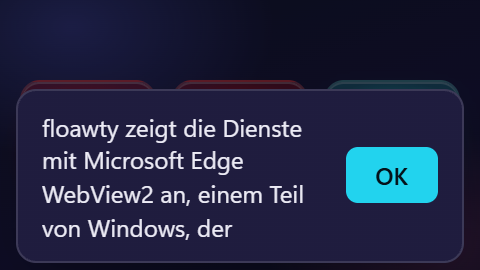 floawty zeigt die Dienste
mit Microsoft Edge
WebView2 an, einem Teil
von Windows, der
OK